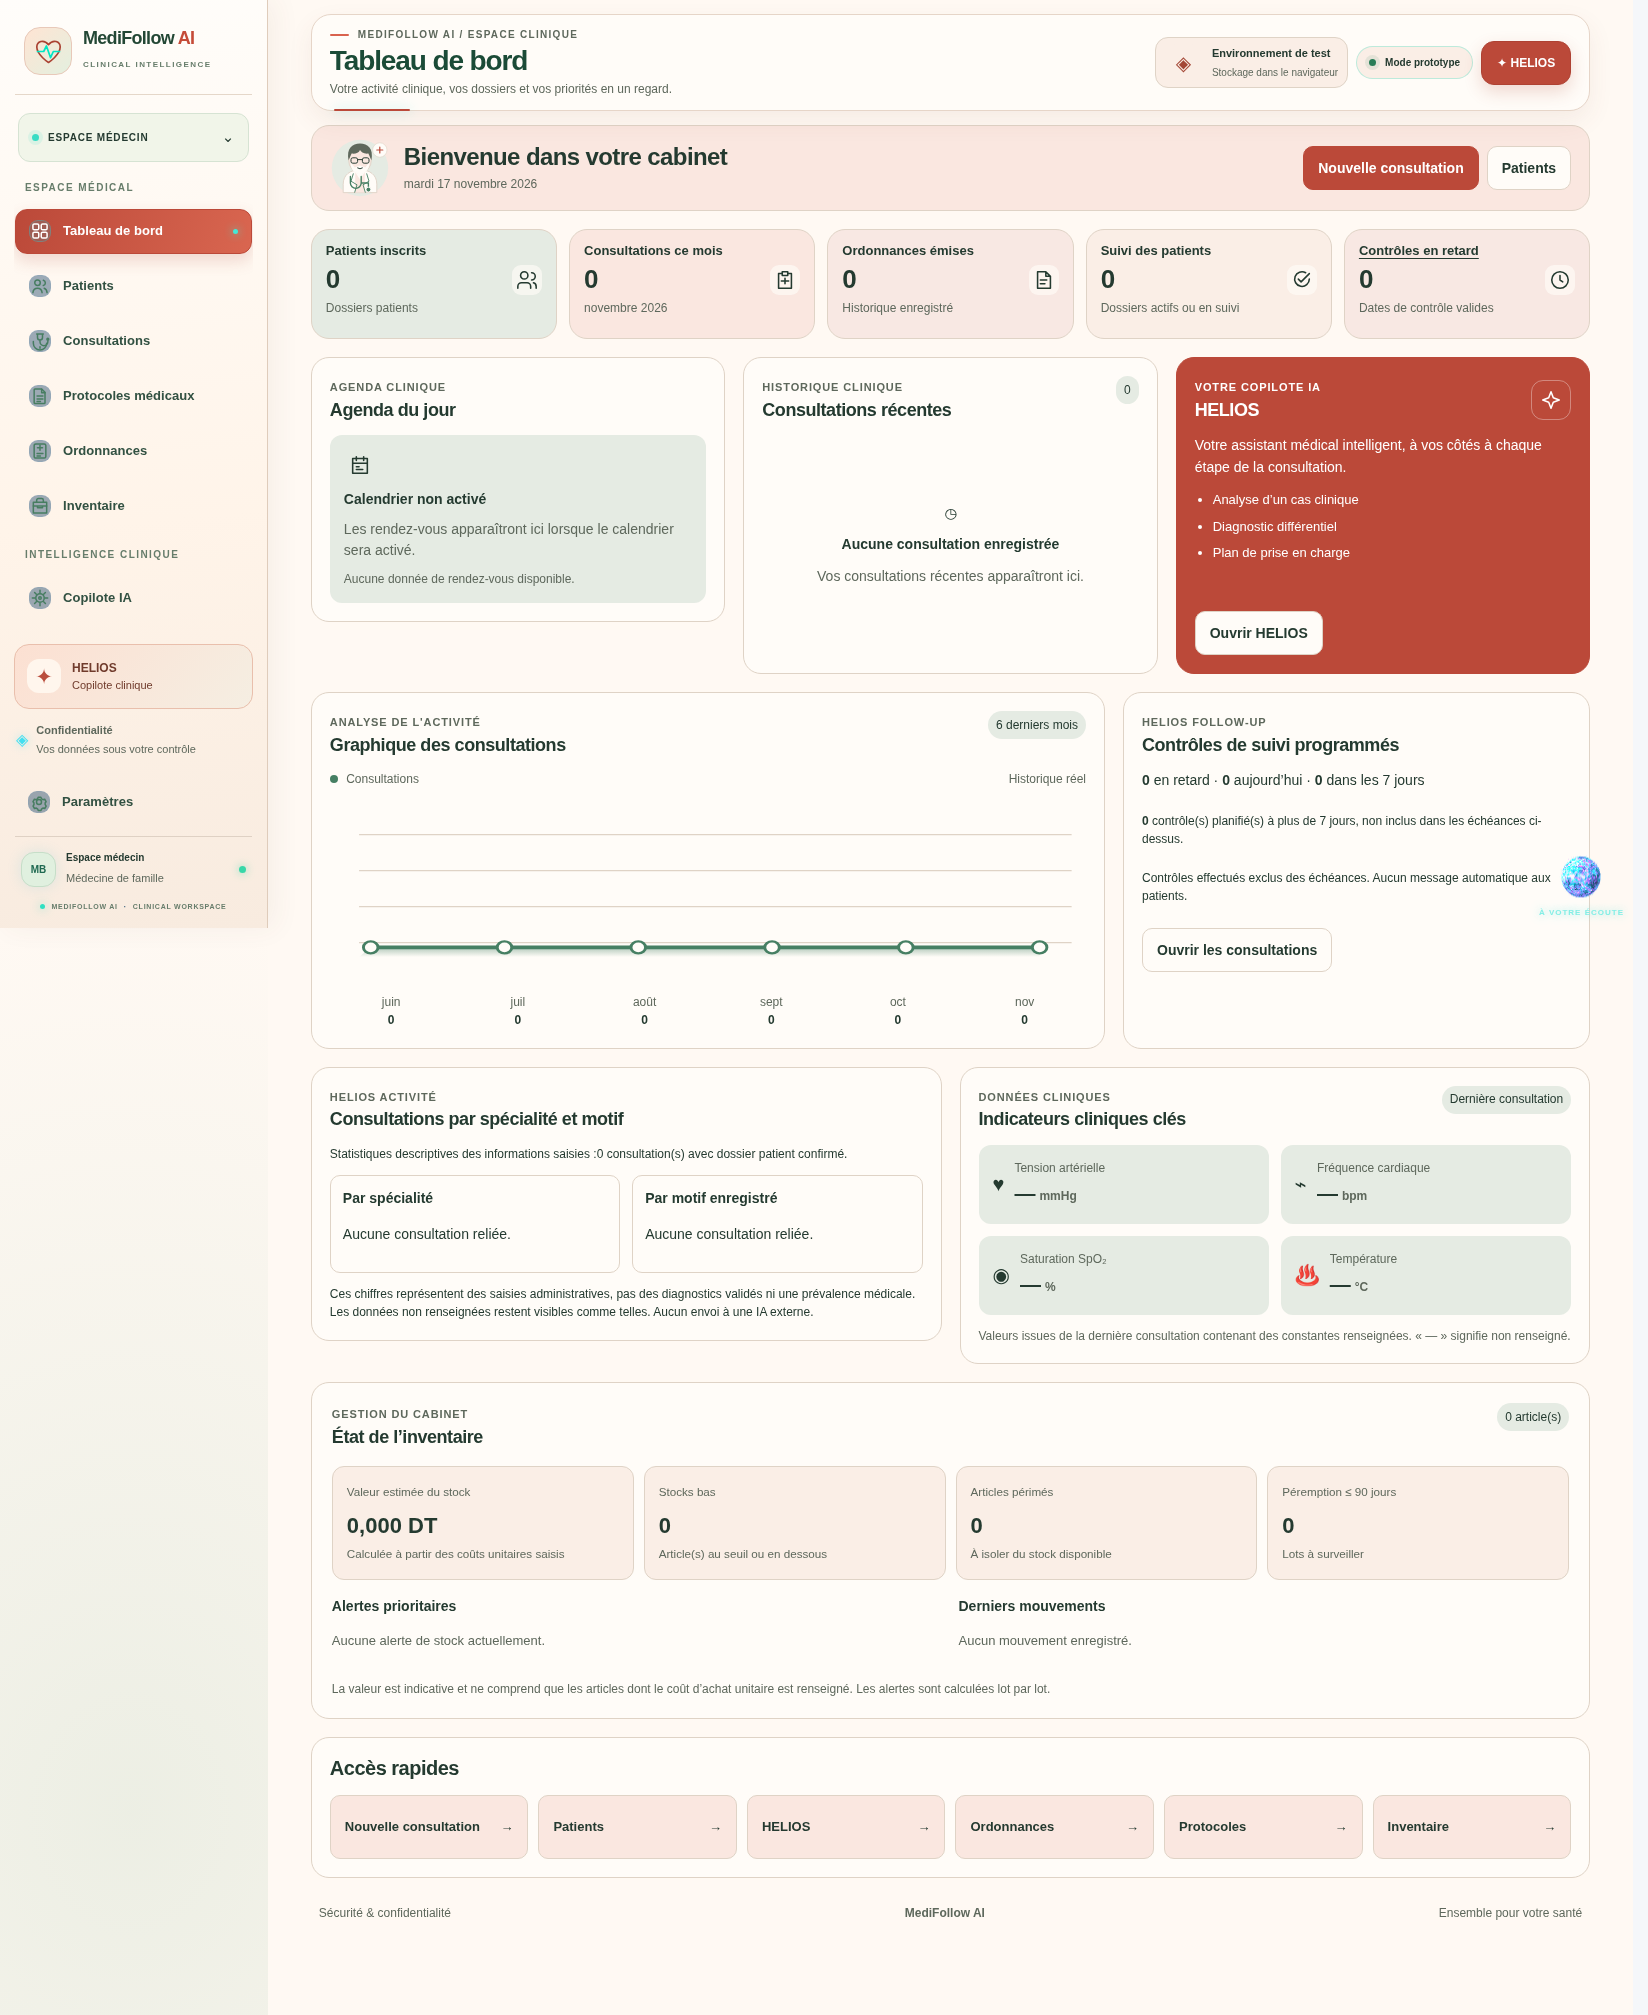 MediFollow AI
CLINICAL INTELLIGENCE
ESPACE MÉDECIN
ESPACE MÉDICAL
Tableau de bord
Patients
Consultations
Protocoles médicaux
Ordonnances
Inventaire
INTELLIGENCE CLINIQUE
Copilote IA
HELIOS
Copilote clinique
Confidentialité
Vos données sous votre contrôle
Paramètres
MB
Espace médecin
Médecine de famille
MEDIFOLLOW AI · CLINICAL WORKSPACE
MEDIFOLLOW AI / ESPACE CLINIQUE
Tableau de bord
Votre activité clinique, vos dossiers et vos priorités en un regard.
Environnement de test
Stockage dans le navigateur
Mode prototype
✦ HELIOS
Bienvenue dans votre cabinet
mardi 17 novembre 2026
Nouvelle consultation
Patients
Patients inscrits
0
Dossiers patients
Consultations ce mois
0
novembre 2026
Ordonnances émises
0
Historique enregistré
Suivi des patients
0
Dossiers actifs ou en suivi
Contrôles en retard
0
Dates de contrôle valides
AGENDA CLINIQUE
Agenda du jour
Calendrier non activé
Les rendez-vous apparaîtront ici lorsque le calendrier
sera activé.
Aucune donnée de rendez-vous disponible.
HISTORIQUE CLINIQUE
0
Consultations récentes
Aucune consultation enregistrée
Vos consultations récentes apparaîtront ici.
VOTRE COPILOTE IA
HELIOS
Votre assistant médical intelligent, à vos côtés à chaque
étape de la consultation.
• Analyse d’un cas clinique
• Diagnostic différentiel
• Plan de prise en charge
Ouvrir HELIOS
ANALYSE DE L'ACTIVITÉ
6 derniers mois
Graphique des consultations
Consultations
Historique réel
juin juil août sept oct nov
0 0 0 0 0 0
HELIOS FOLLOW-UP
Contrôles de suivi programmés
0 en retard · 0 aujourd’hui · 0 dans les 7 jours
0 contrôle(s) planifié(s) à plus de 7 jours, non inclus dans les échéances ci-
dessus.
Contrôles effectués exclus des échéances. Aucun message automatique aux
patients.
À VOTRE ÉCOUTE
Ouvrir les consultations
HELIOS ACTIVITÉ
Consultations par spécialité et motif
Statistiques descriptives des informations saisies :0 consultation(s) avec dossier patient confirmé.
Par spécialité
Aucune consultation reliée.
Par motif enregistré
Aucune consultation reliée.
Ces chiffres représentent des saisies administratives, pas des diagnostics validés ni une prévalence médicale.
Les données non renseignées restent visibles comme telles. Aucun envoi à une IA externe.
DONNÉES CLINIQUES
Dernière consultation
Indicateurs cliniques clés
Tension artérielle
— mmHg
Fréquence cardiaque
— bpm
Saturation SpO₂
— %
Température
— °C
Valeurs issues de la dernière consultation contenant des constantes renseignées. « — » signifie non renseigné.
GESTION DU CABINET
0 article(s)
État de l’inventaire
Valeur estimée du stock
0,000 DT
Calculée à partir des coûts unitaires saisis
Stocks bas
0
Article(s) au seuil ou en dessous
Articles périmés
0
À isoler du stock disponible
Péremption ≤ 90 jours
0
Lots à surveiller
Alertes prioritaires
Aucune alerte de stock actuellement.
Derniers mouvements
Aucun mouvement enregistré.
La valeur est indicative et ne comprend que les articles dont le coût d’achat unitaire est renseigné. Les alertes sont calculées lot par lot.
Accès rapides
Nouvelle consultation →
Patients →
HELIOS →
Ordonnances →
Protocoles →
Inventaire →
Sécurité & confidentialité
MediFollow AI
Ensemble pour votre santé